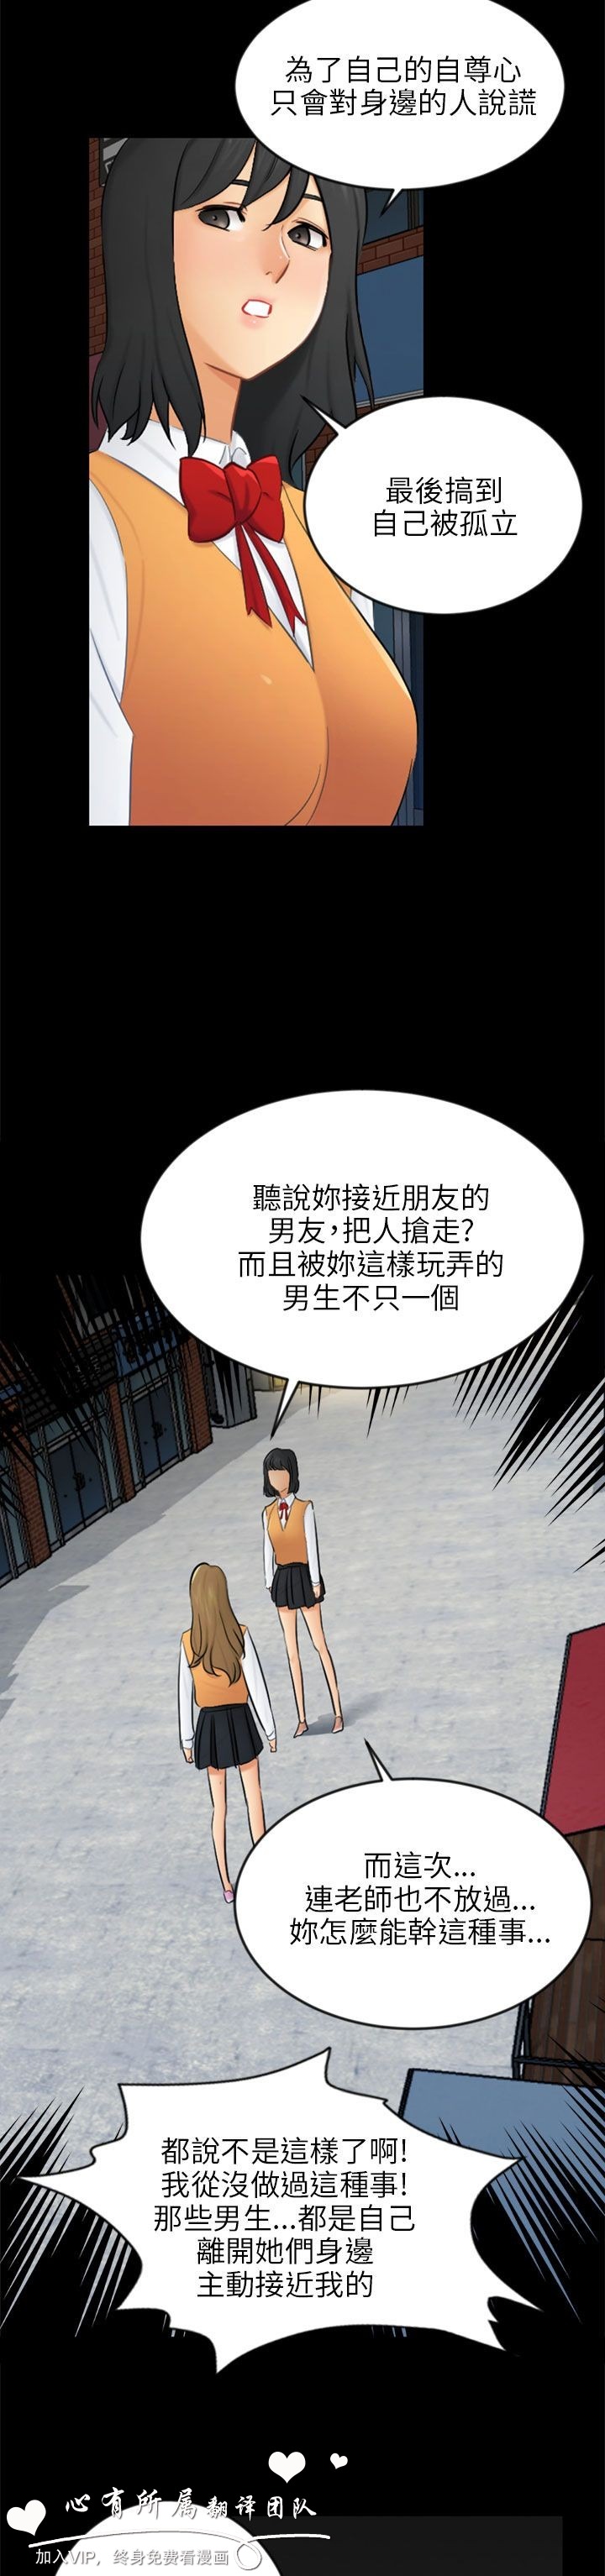 為了自己的自尊心
只會對身邊的人說謊
最後搞到
自己被孤立
聽說妳接近朋友的
男友,把人搶走?
而且被妳這樣玩弄的
男生不只一個
而這次...
連老師也不放過...
妳怎麼能幹這種事...
都說不是這樣了啊!
我從沒做過這種事!
那些男生...都是自己
離開她們身邊
主動接近我的
心有所属翻译团队
加入VIP，终身免费看漫画